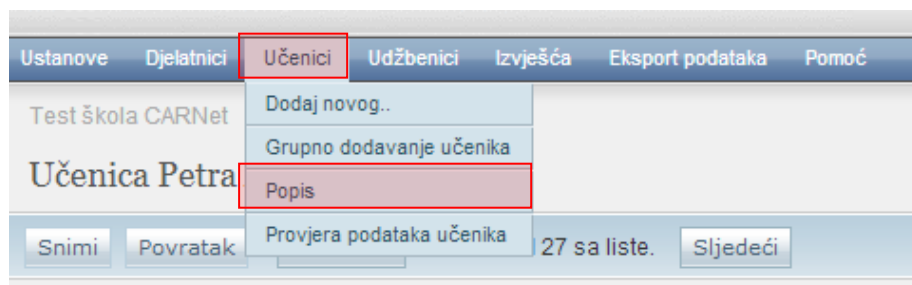 Ustanove Djelatnici Učenici Udžbenici Izvješća Eksport podataka Pomoć
Test škola CARNet
Dodaj novog..
Grupno dodavanje učenika
Učenica Petra
Popis
Provjera podataka učenika
Snimi Povratak 27 sa liste. Sljedeći